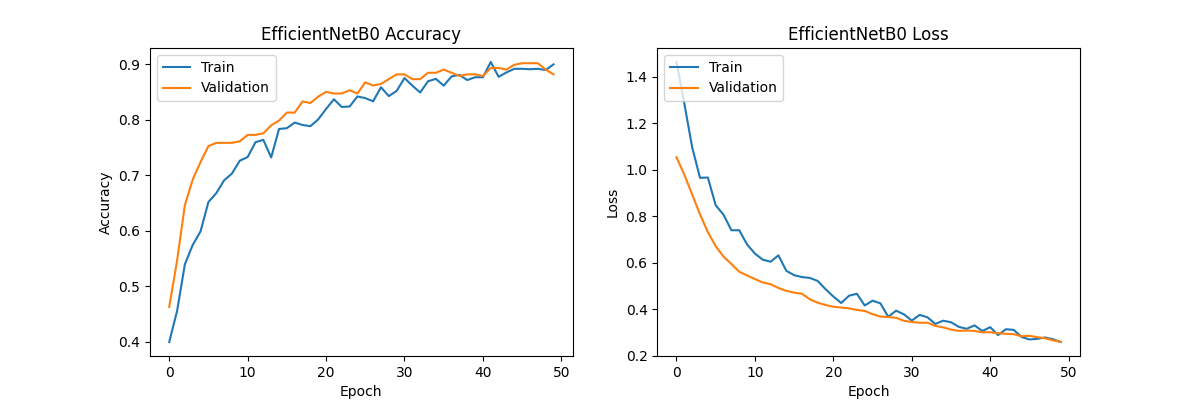 EfficientNetB0 Accuracy
Train
Validation
0.9
0.8
0.7
0.6
0.5
0.4
Accuracy
0 10 20 30 40 50
Epoch
EfficientNetB0 Loss
Train
Validation
1.4
1.2
1.0
0.8
0.6
0.4
0.2
Loss
0 10 20 30 40 50
Epoch